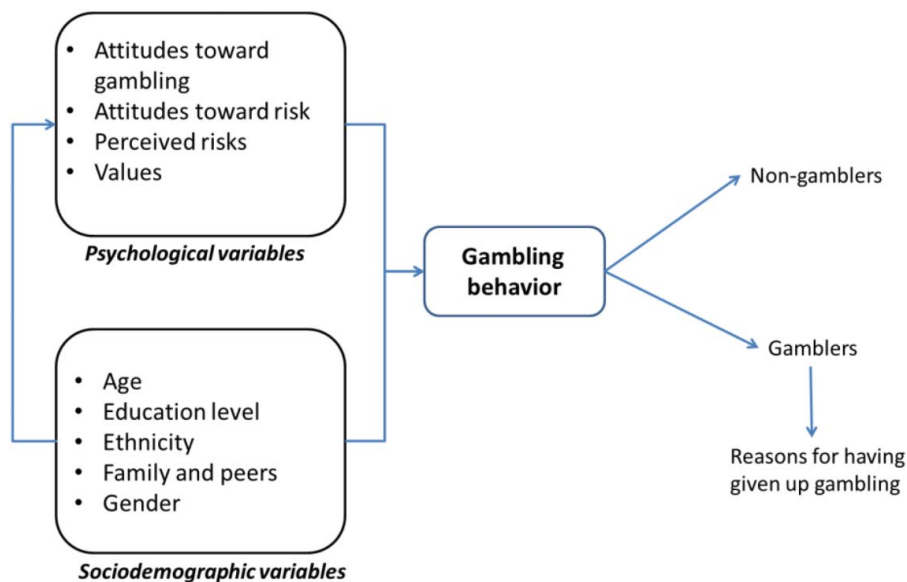 • Attitudes toward
gambling
• Attitudes toward risk
• Perceived risks
• Values
Psychological variables
• Age
• Education level
• Ethnicity
• Family and peers
• Gender
Sociodemographic variables
Gambling
behavior
Non-gamblers
Gamblers
Reasons for having
given up gambling